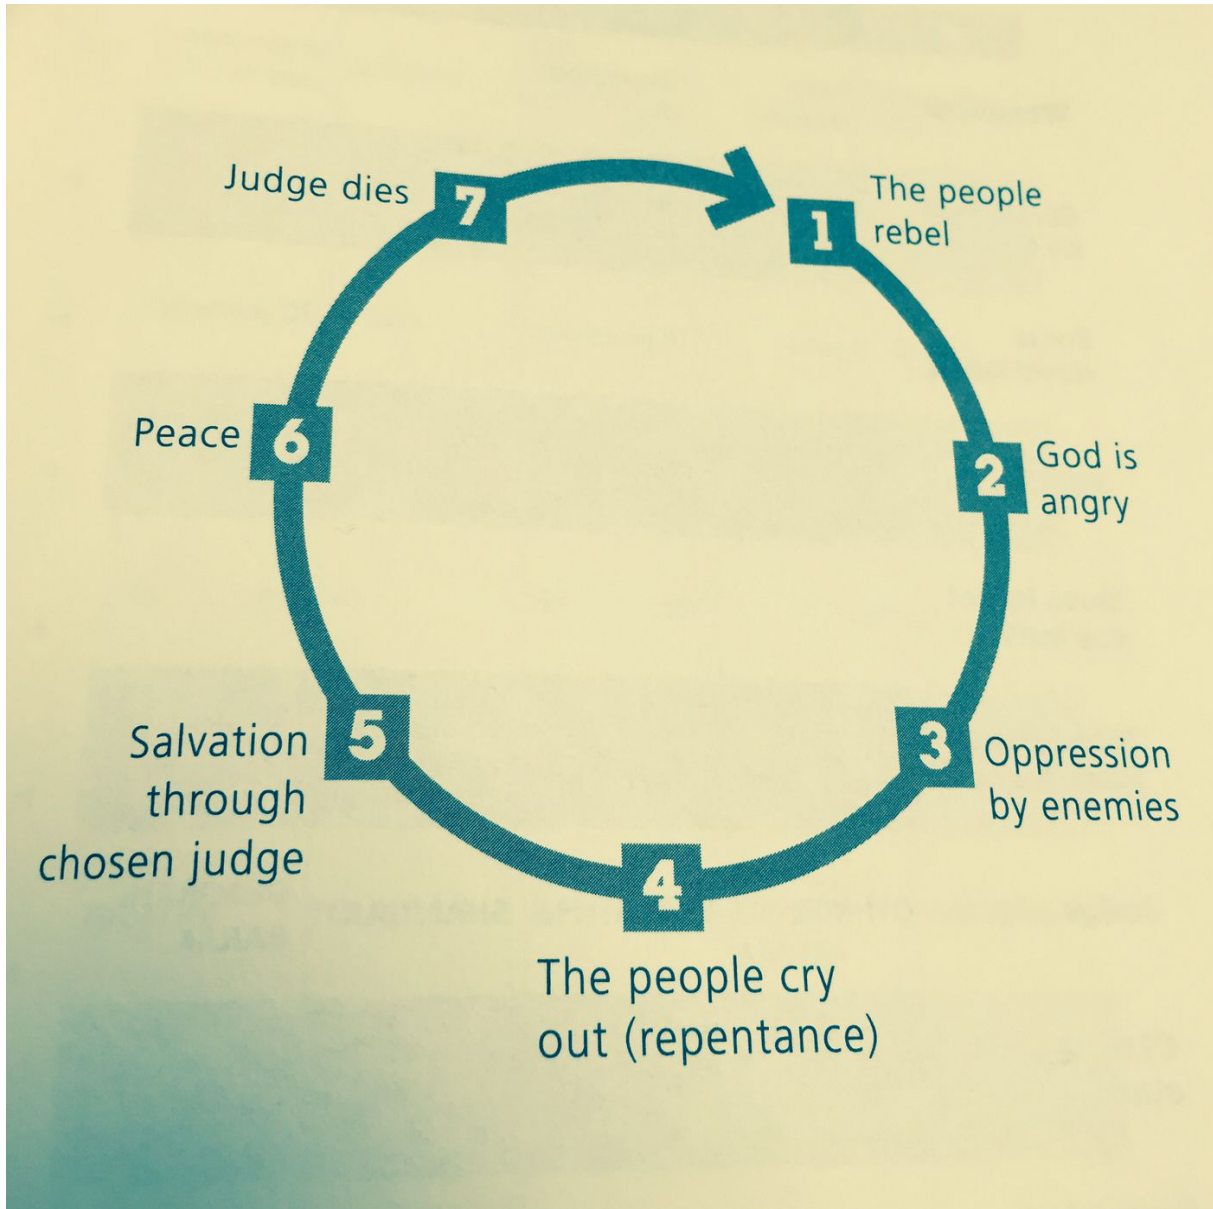 1
The people
rebel
2
God is
angry
3
Oppression
by enemies
4
The people cry
out (repentance)
5
Salvation
through
chosen judge
6
Peace
7
Judge dies